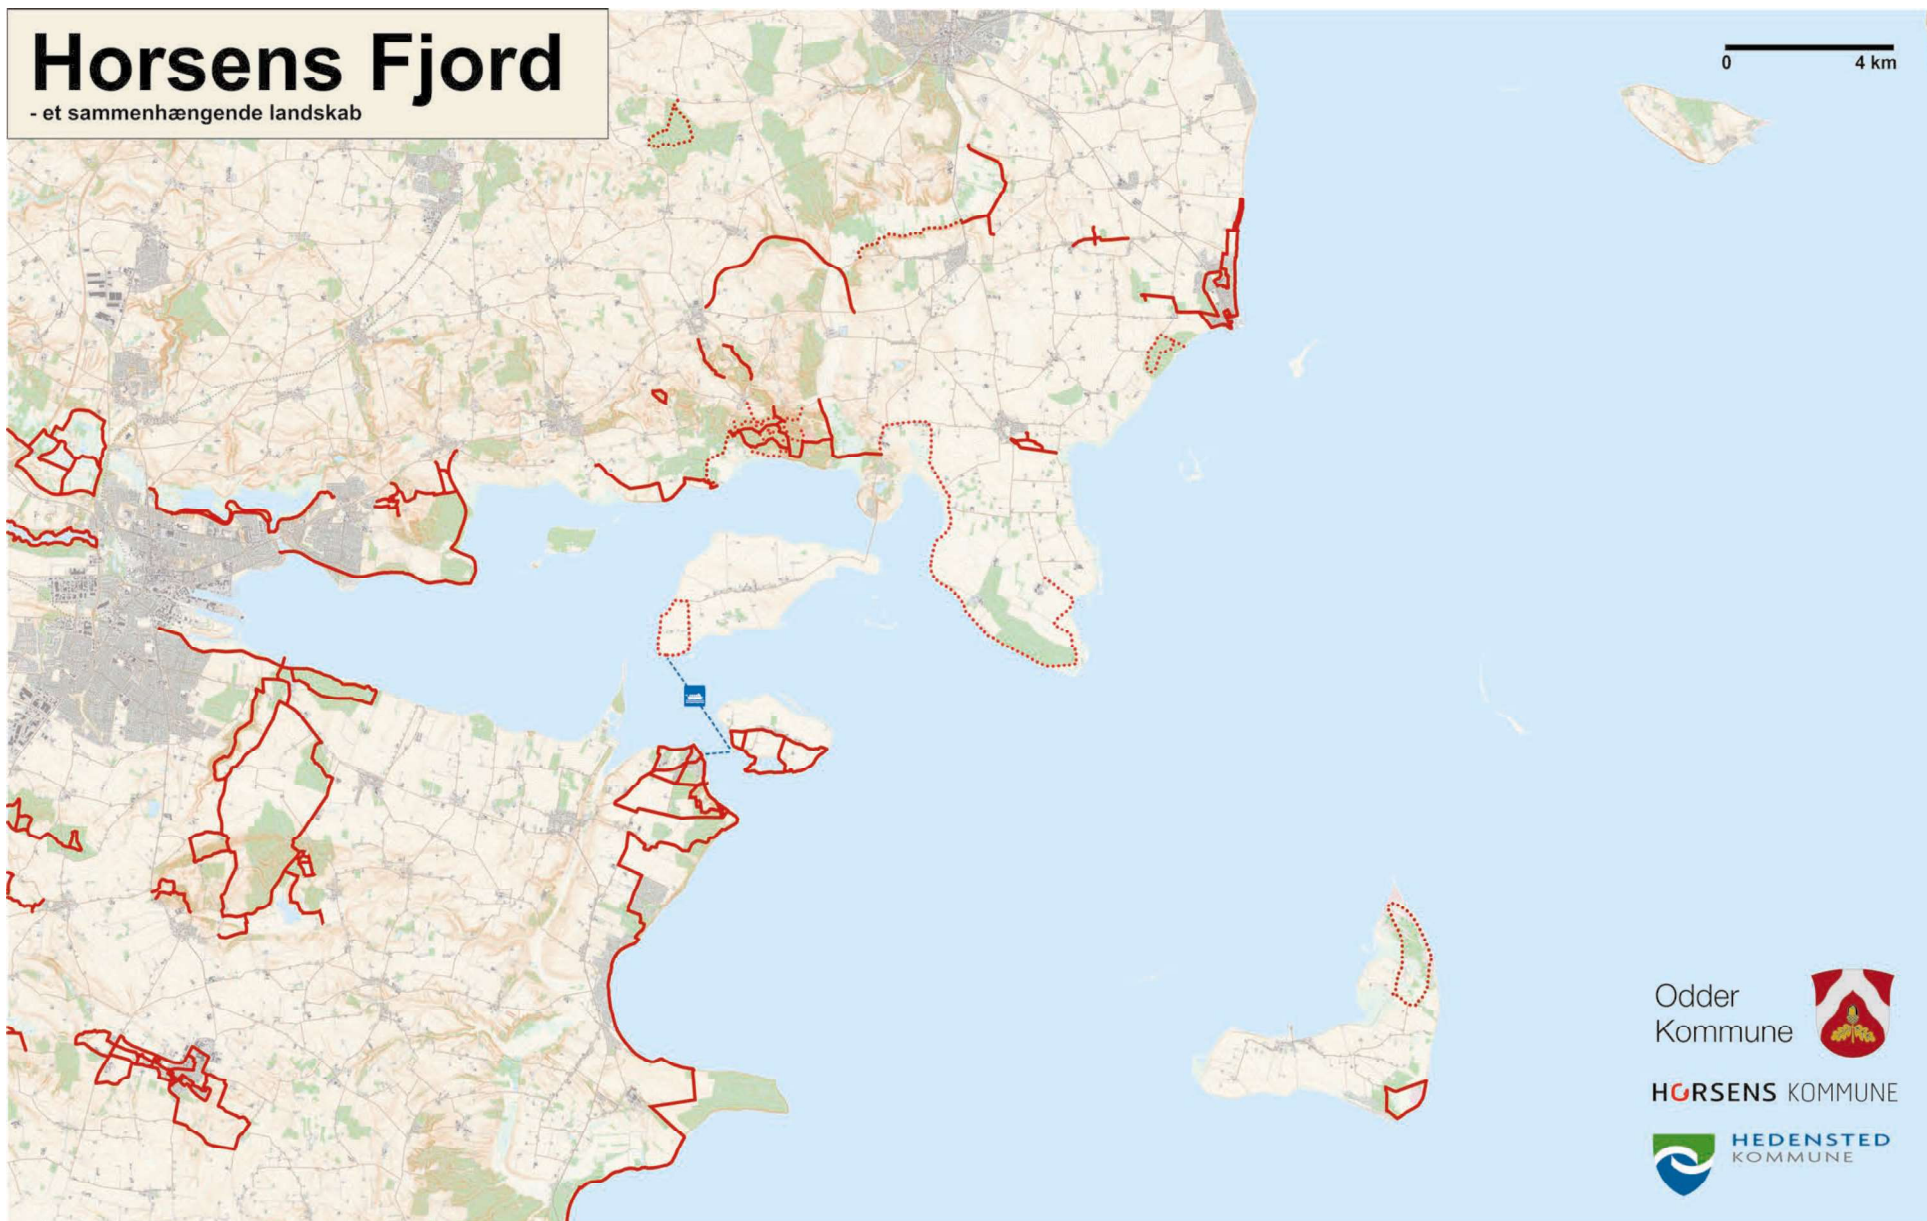 Horsens Fjord
- et sammenhængende landskab
0 4 km
Odder
Kommune
HORSENS KOMMUNE
HEDENSTED
KOMMUNE